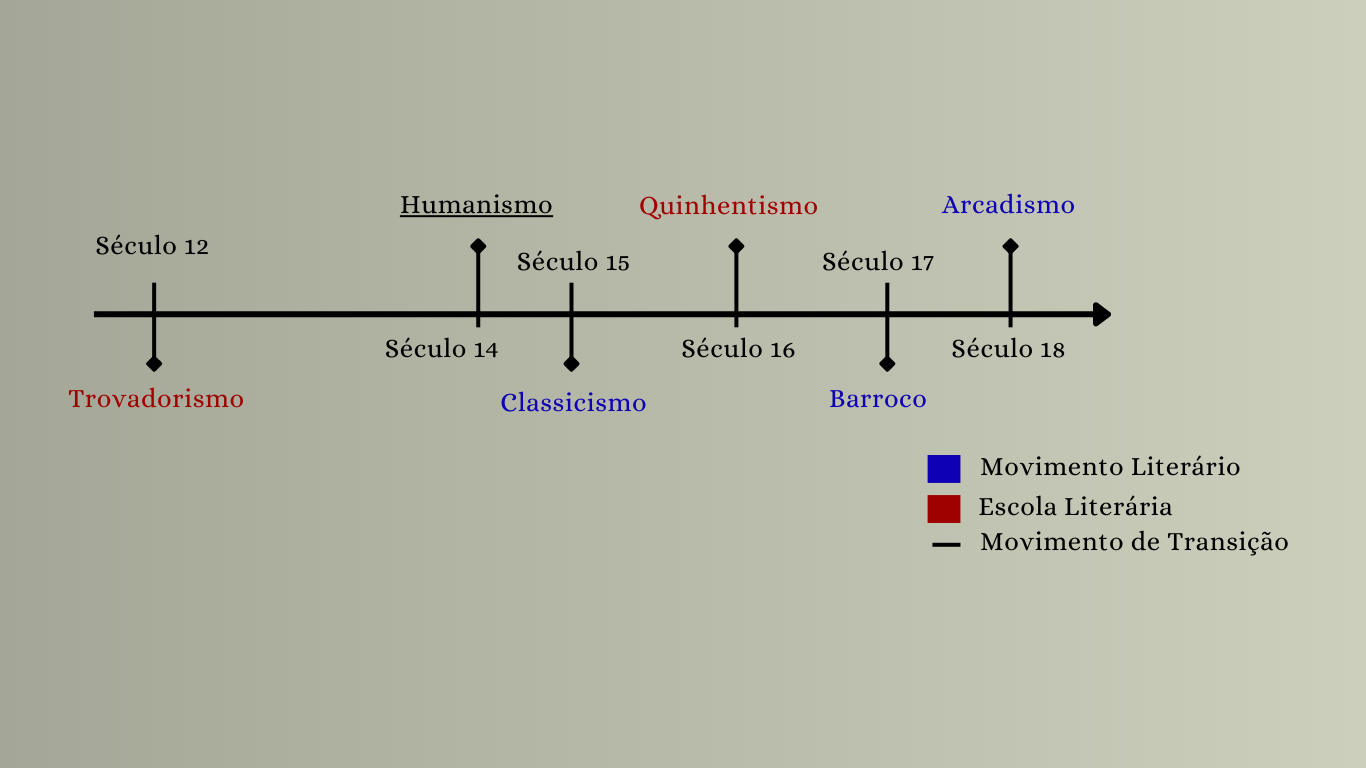 Humanismo
Quinhentismo
Arcadismo
Século 12
Século 15
Século 17
Século 14
Século 16
Século 18
Trovadorismo
Classicismo
Barroco
Movimento Literário
Escola Literária
Movimento de Transição